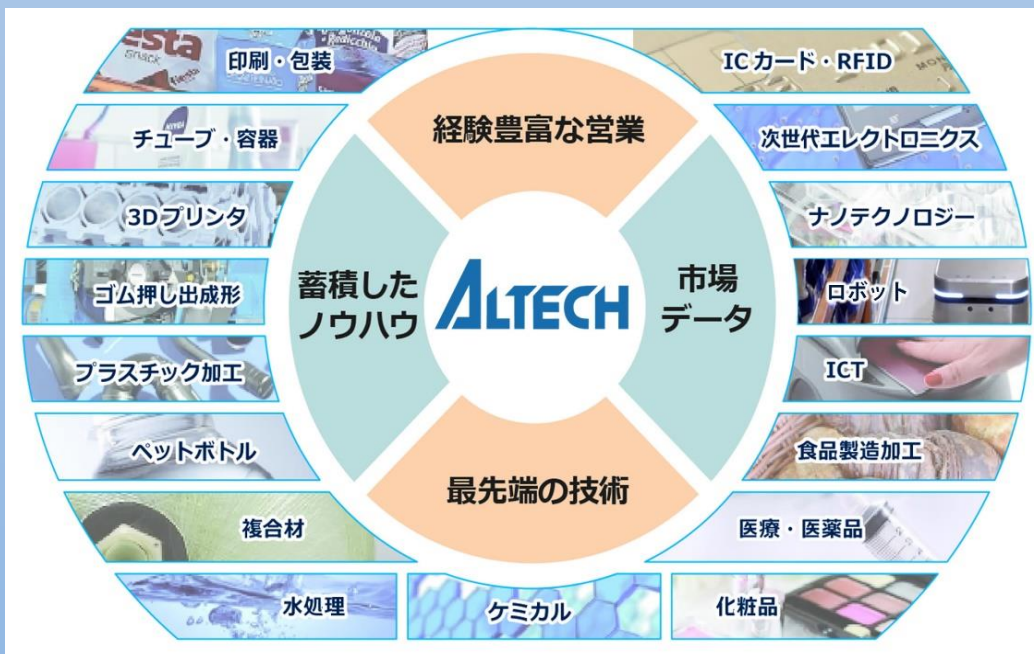 印刷・包装
ICカード・RFID
チューブ・容器
次世代エレクトロニクス
3Dプリンタ
ナノテクノロジー
ゴム押し出成形
ロボット
プラスチック加工
ICT
ペットボトル
食品製造加工
複合材
医療・医薬品
水処理
ケミカル
化粧品
経験豊富な営業
蓄積した
ノウハウ
ALTECH
市場
データ
最先端の技術
esta
snack
Redicchio
NIVEA